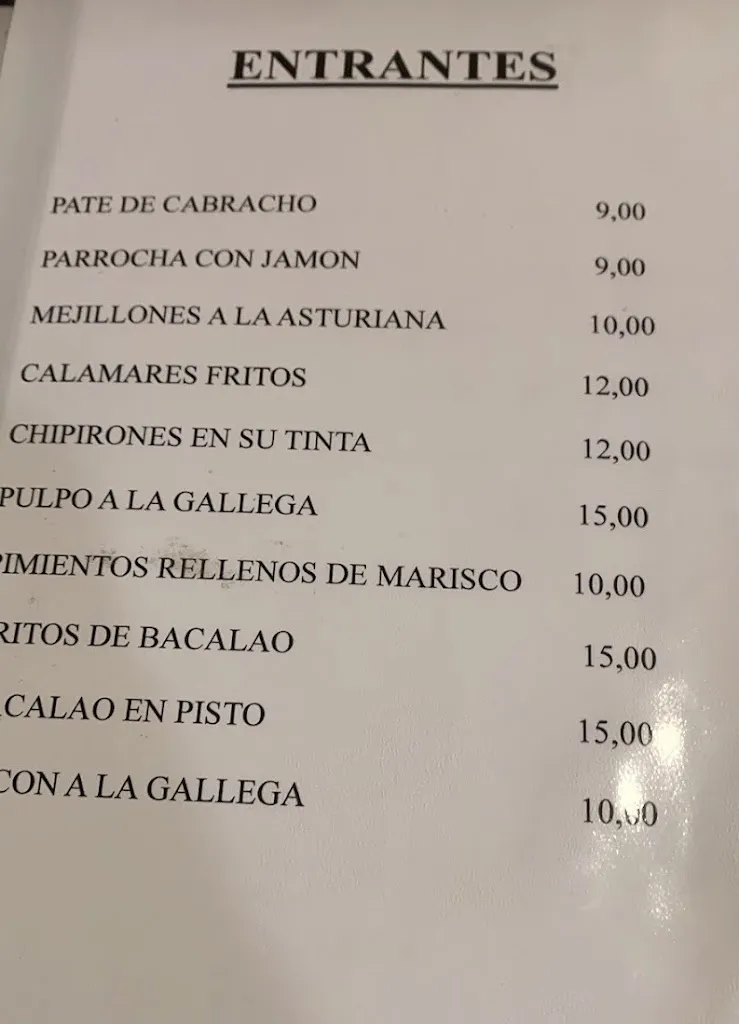 ENTRANTES
PATE DE CABRACHO 9,00
PARROCHA CON JAMON 9,00
MEJILLONES A LA ASTURIANA 10,00
CALAMARES FRITOS 12,00
CHIPIRONES EN SU TINTA 12,00
PULPO A LA GALLEGA 15,00
PIMIENTOS RELLENOS DE MARISCO 10,00
RITOS DE BACALAO 15,00
CALAO EN PISTO 15,00
CON A LA GALLEGA 10,00